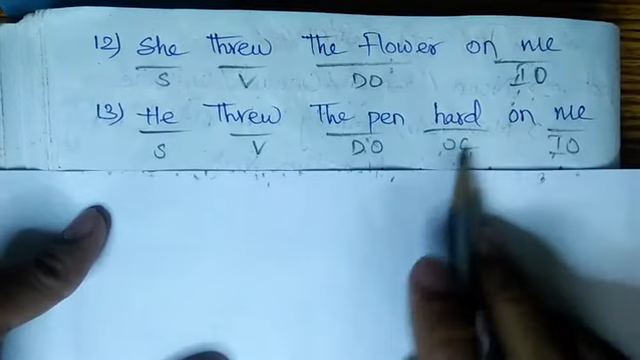 12) She threw The flower on me
S V DO IO
13) He Threw The pen hard on me
S V DO OC IO